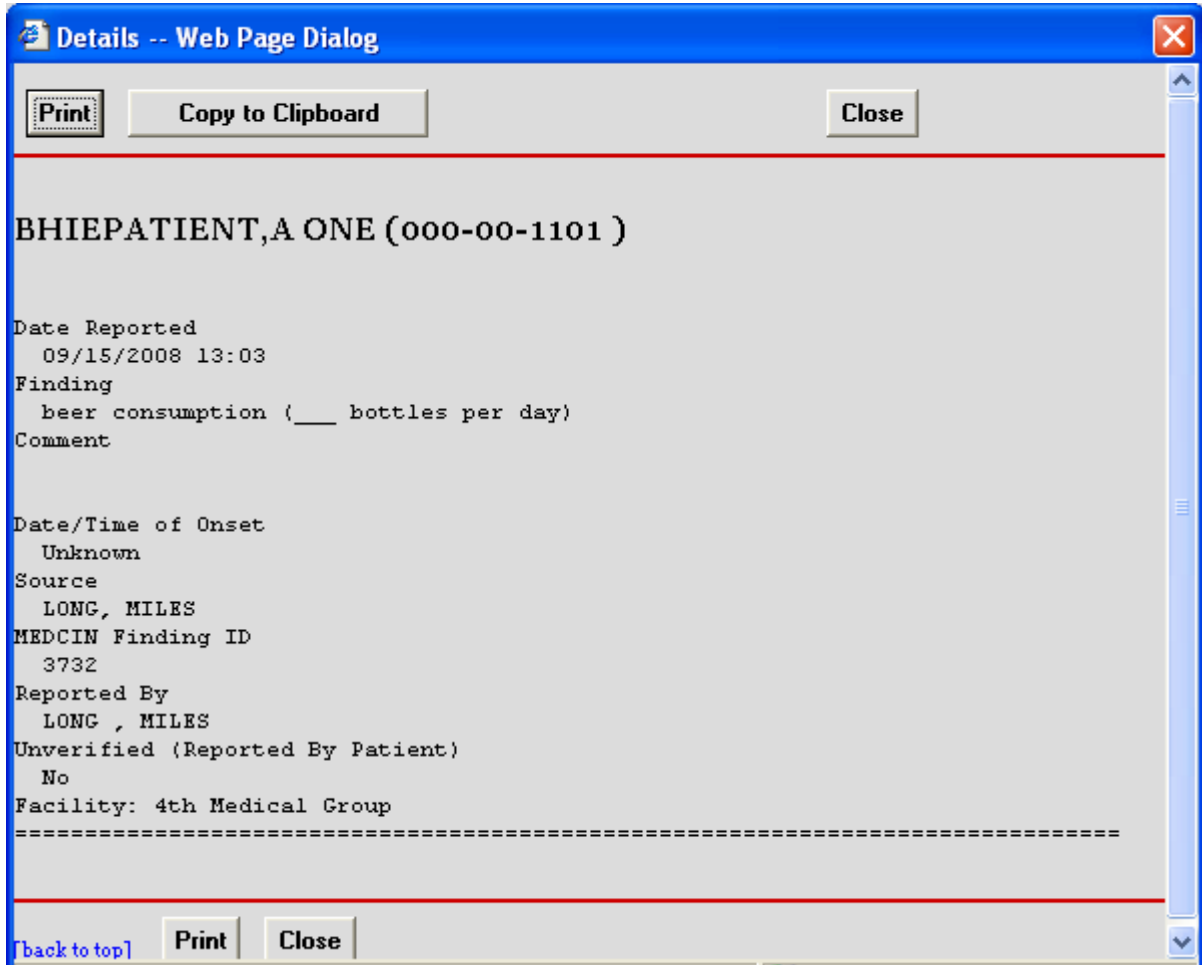 Details -- Web Page Dialog
Print Copy to Clipboard Close
BHIEPATIENT,A ONE (000-00-1101 )
Date Reported
09/15/2008 13:03
Finding
beer consumption (___ bottles per day)
Comment
Date/Time of Onset
Unknown
Source
LONG, MILES
MEDCIN Finding ID
3732
Reported By
LONG , MILES
Unverified (Reported By Patient)
No
Facility: 4th Medical Group
===============================================================================
[back to top] Print Close